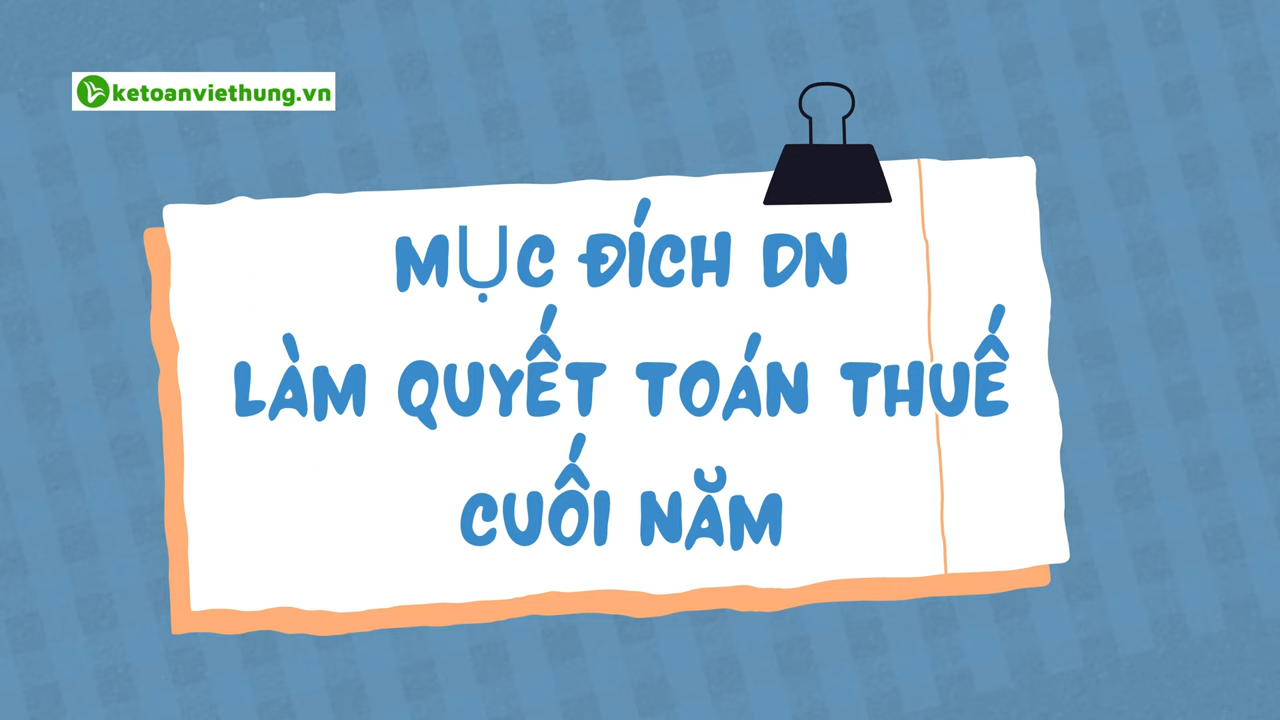 ketoanviethung.vn
MỤC ĐÍCH DN
LÀM QUYẾT TOÁN THUẾ
CUỐI NĂM